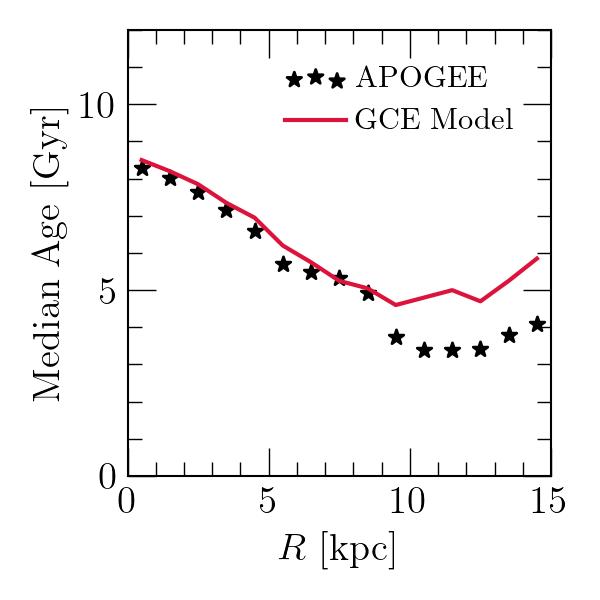 APOGEE
GCE Model
Median Age [Gyr]
10
5
0
0 5 10 15
R [kpc]